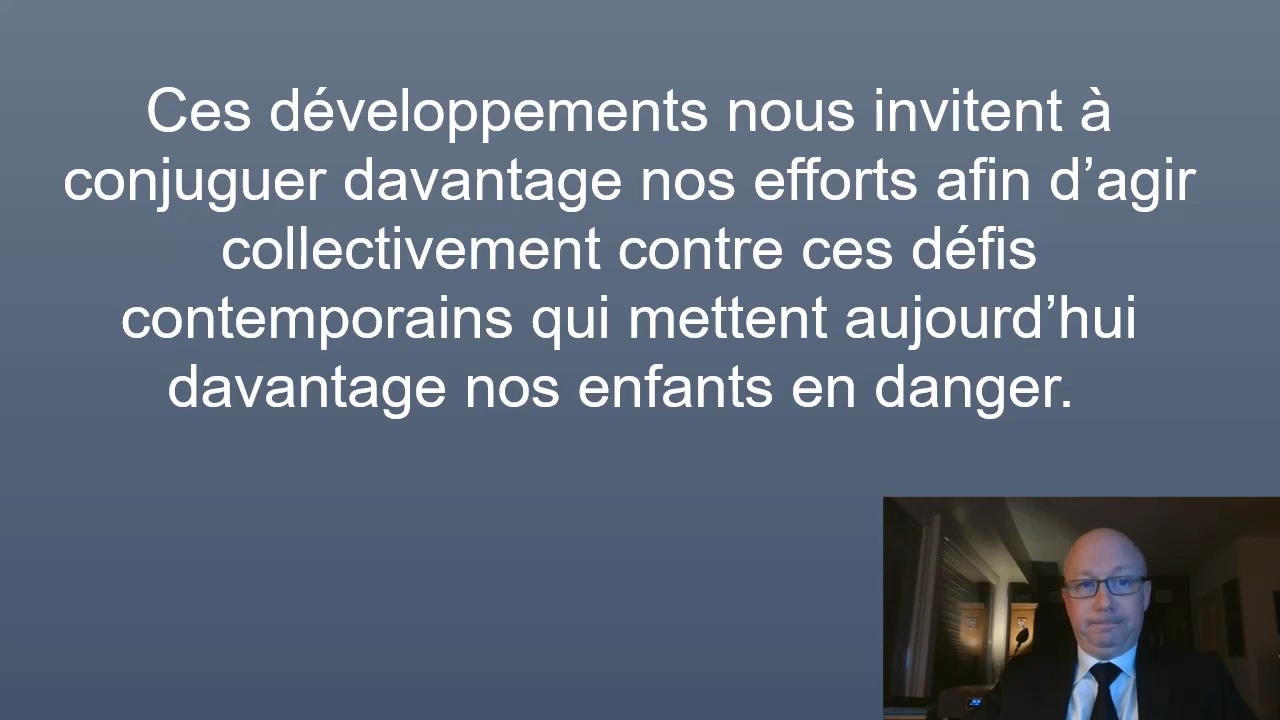 Ces développements nous invitent à
conjuguer davantage nos efforts afin d’agir
collectivement contre ces défis
contemporains qui mettent aujourd’hui
davantage nos enfants en danger.